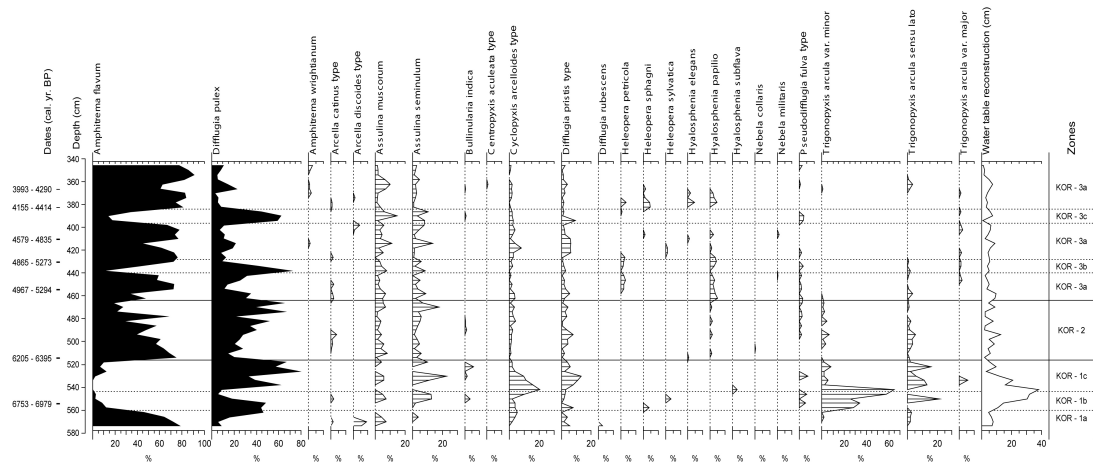 Dates (cal. yr. BP)
Depth (cm)
Amphitrema flavum
Difflugia pulex
Amphitrema wrightianum
Arcella catinus type
Arcella discoides type
Assulina muscorum
Assulina seminulum
Bullinularia indica
Centropyxis aculeata type
Cyclopyxis arcelloides type
Difflugia pristis type
Difflugia rubescens
Heleopera petricola
Heleopera sphagni
Heleopera sylvatica
Hyalosphenia elegans
Hyalosphenia papilio
Hyalosphenia subflava
Nebela collaris
Nebela militaris
Pseudodifflugia fulva type
Trigonopyxis arcula var. minor
Trigonopyxis arcula sensu lato
Trigonopyxis arcula var. major
Water table reconstruction (cm)
Zones
340
360
380
400
420
440
460
480
500
520
540
560
580
3993 - 4290
4155 - 4414
4579 - 4835
4865 - 5273
4967 - 5294
6205 - 6395
6753 - 6979
KOR - 3a
KOR - 3c
KOR - 3a
KOR - 3b
KOR - 3a
KOR - 2
KOR - 1c
KOR - 1b
KOR - 1a
20 40 60 80 100
20 40 60 80
20
20
20
20
20 40 60
20
20 40
% % % % % % % % % % % % % % % % % % % % % % % %